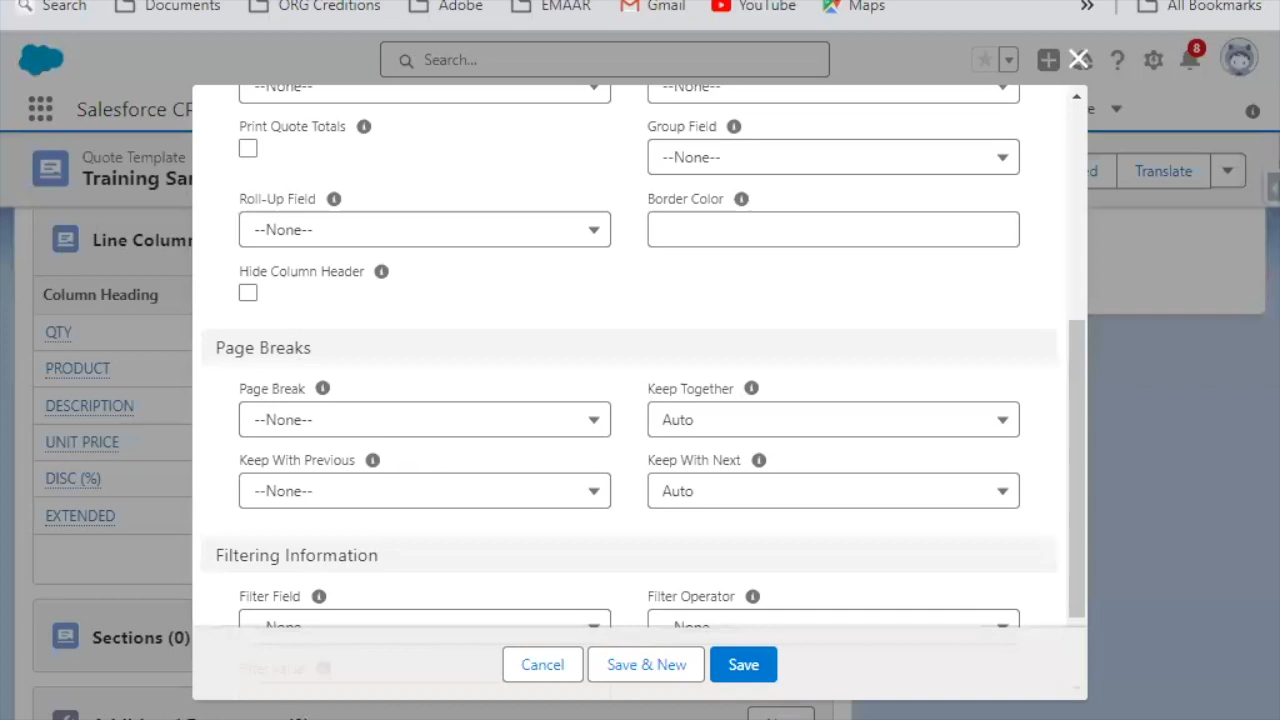 Search Documents ORG Creditions Adobe EMAAR Gmail YouTube Maps » All Bookmarks
Search... 8
Salesforce CP e
Quote Template
Training Sar d Translate
--None-- --None--
Print Quote Totals Group Field
--None--
Roll-Up Field Border Color
--None--
Hide Column Header
Line Column
Column Heading
QTY
PRODUCT
DESCRIPTION
UNIT PRICE
DISC (%)
EXTENDED
Page Breaks
Page Break Keep Together
--None-- Auto
Keep With Previous Keep With Next
--None-- Auto
Filtering Information
Filter Field Filter Operator
--None-- --None--
Filter Value
Sections (0)
Cancel Save & New Save